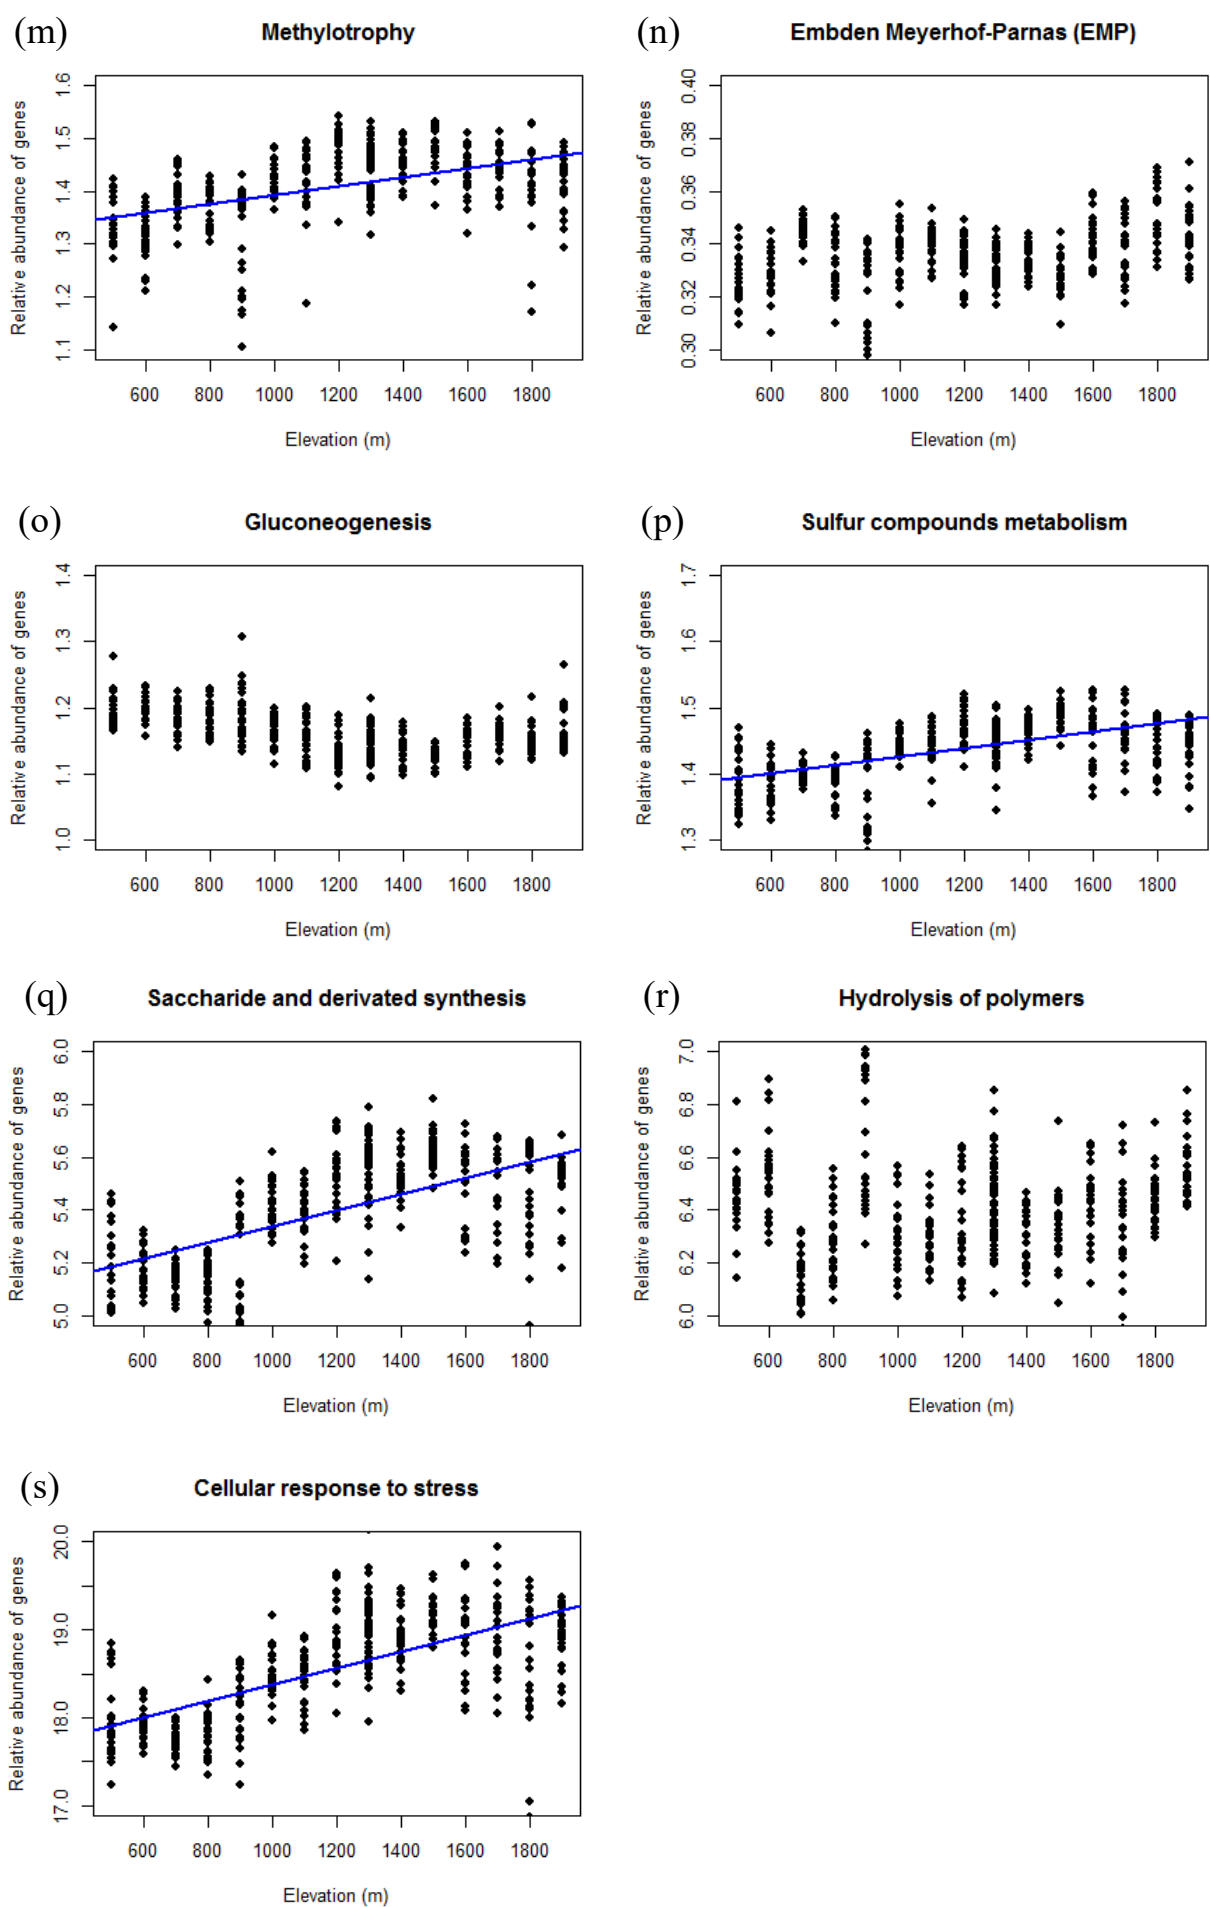 (m) Methylotrophy
Relative abundance of genes
1.6
1.5
1.4
1.3
1.2
1.1
600 800 1000 1200 1400 1600 1800
Elevation (m)
(n) Embden Meyerhof-Parnas (EMP)
Relative abundance of genes
0.40
0.38
0.36
0.34
0.32
0.30
600 800 1000 1200 1400 1600 1800
Elevation (m)
(o) Gluconeogenesis
Relative abundance of genes
1.4
1.3
1.2
1.1
1.0
600 800 1000 1200 1400 1600 1800
Elevation (m)
(p) Sulfur compounds metabolism
Relative abundance of genes
1.7
1.6
1.5
1.4
1.3
600 800 1000 1200 1400 1600 1800
Elevation (m)
(q) Saccharide and derivated synthesis
Relative abundance of genes
6.0
5.8
5.6
5.4
5.2
5.0
600 800 1000 1200 1400 1600 1800
Elevation (m)
(r) Hydrolysis of polymers
Relative abundance of genes
7.0
6.8
6.6
6.4
6.2
6.0
600 800 1000 1200 1400 1600 1800
Elevation (m)
(s) Cellular response to stress
Relative abundance of genes
20.0
19.0
18.0
17.0
600 800 1000 1200 1400 1600 1800
Elevation (m)